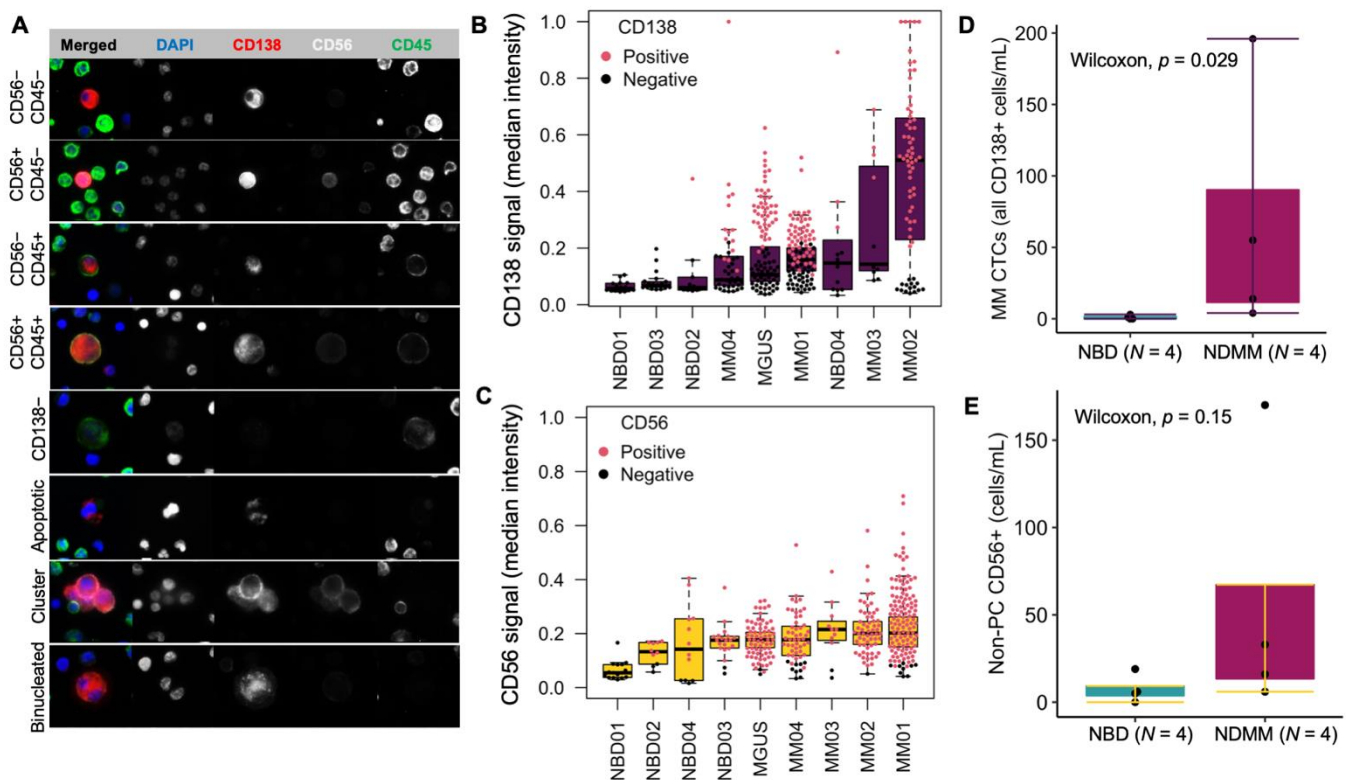 A
Merged DAPI CD138 CD56 CD45
CD56−
CD45−
CD56+
CD45−
CD56−
CD45+
CD56+
CD45+
CD138−
Apoptotic
Cluster
Binucleated
B
CD138 signal (median intensity)
1.0
0.8
0.6
0.4
0.2
0.0
CD138
Positive
Negative
NBD01
NBD03
NBD02
MM04
MGUS
MM01
NBD04
MM03
MM02
C
CD56 signal (median intensity)
1.0
0.8
0.6
0.4
0.2
0.0
CD56
Positive
Negative
NBD01
NBD02
NBD04
NBD03
MGUS
MM04
MM03
MM02
MM01
D
MM CTCs (all CD138+ cells/mL)
200
150
100
50
0
Wilcoxon, p = 0.029
NBD (N = 4) NDMM (N = 4)
E
Non-PC CD56+ (cells/mL)
150
100
50
0
Wilcoxon, p = 0.15
NBD (N = 4) NDMM (N = 4)